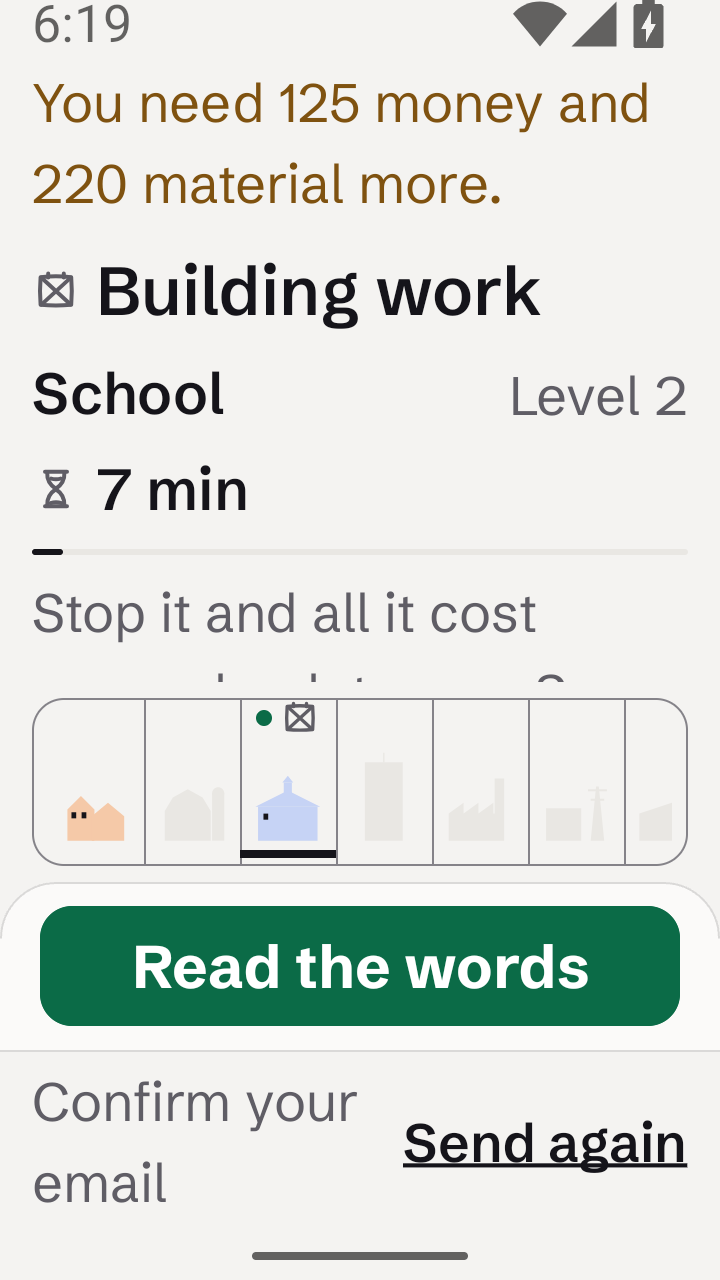 6:19
You need 125 money and
220 material more.
Building work
School
Level 2
7 min
Stop it and all it cost
Read the words
Confirm your
email
Send again